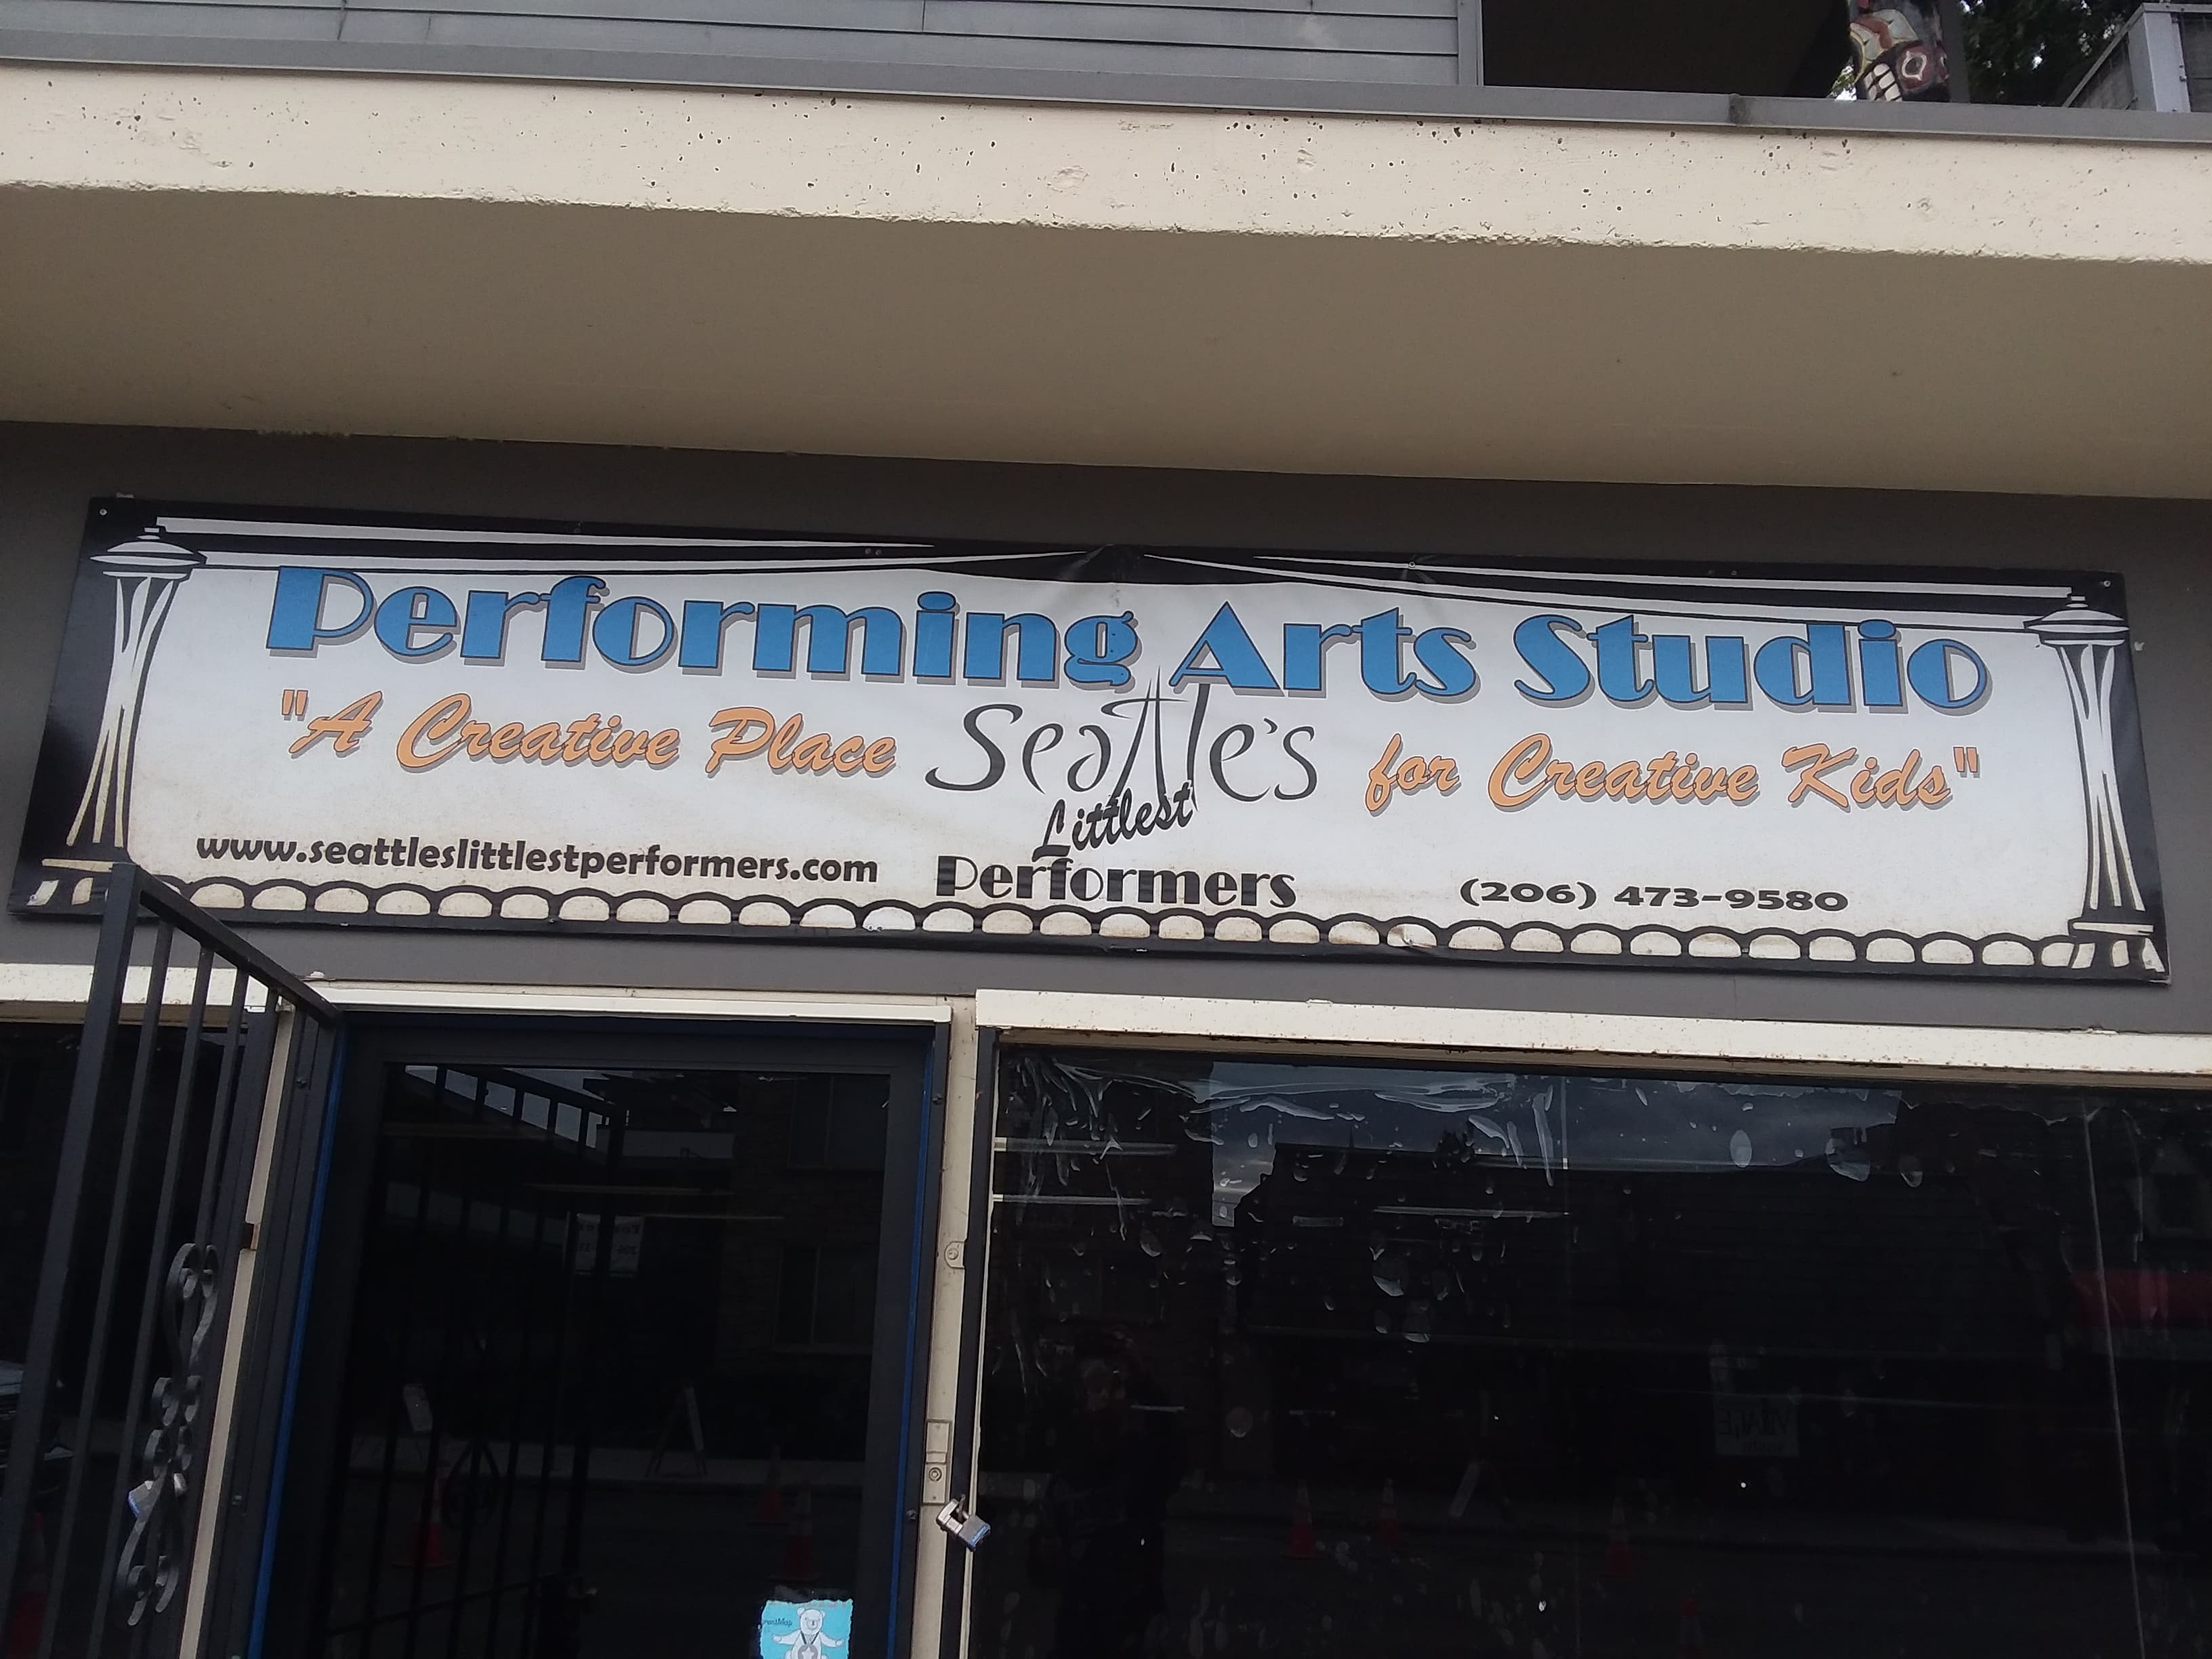 Performing Arts Studio
"A Creative Place Seattle's for Creative Kids"
Littlest
www.seattleslittlestperformers.com Performers (206) 473-9580